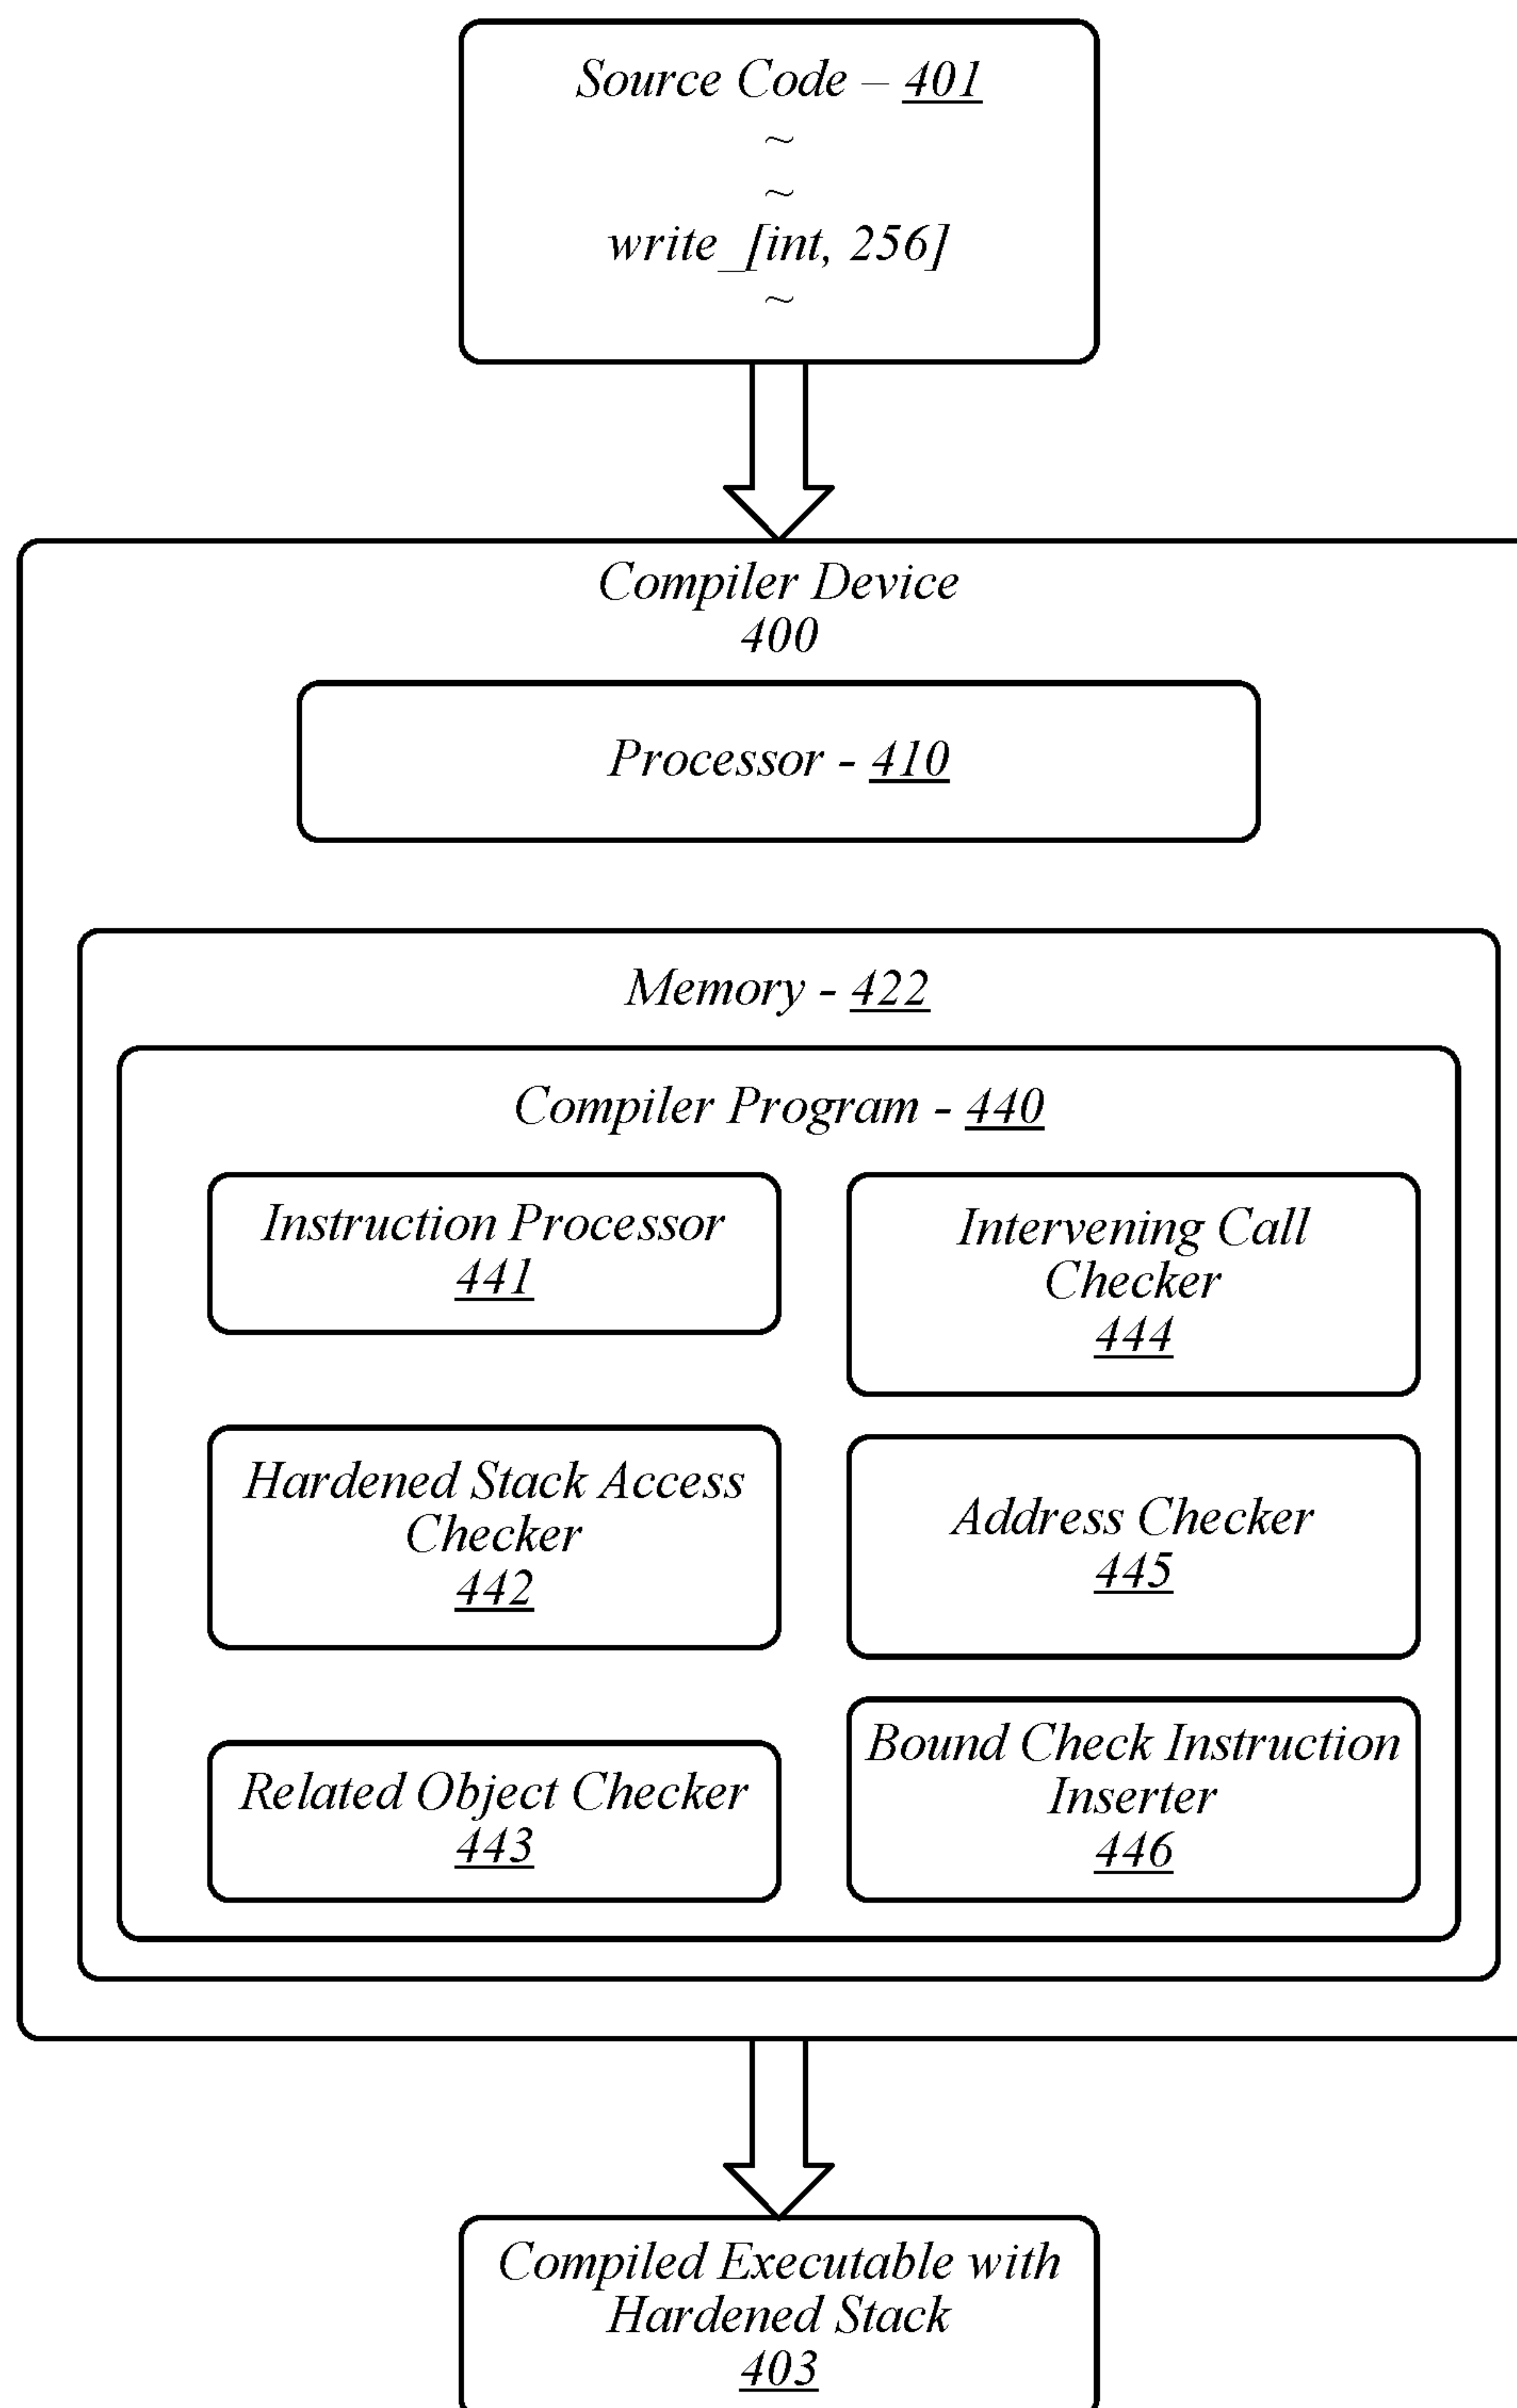 Source Code – 401
~
~
write_[int, 256]
~
Compiler Device
400
Processor - 410
Memory - 422
Compiler Program - 440
Instruction Processor
441
Intervening Call
Checker
444
Hardened Stack Access
Checker
442
Address Checker
445
Related Object Checker
443
Bound Check Instruction
Inserter
446
Compiled Executable with
Hardened Stack
403